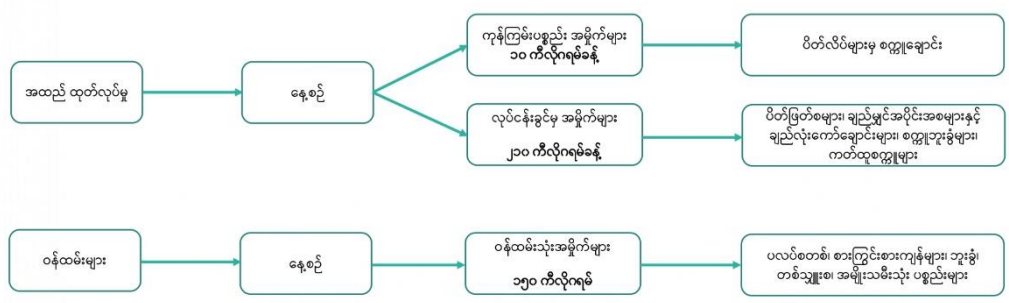 ကုန်ကြမ်းပစ္စည်း အမှိုက်များ
၁၀ ကီလိုဂရမ်ခန့်
ပိတ်လိပ်များမှ စက္ကူချောင်း
အထည် ထုတ်လုပ်မှု
နေ့စဉ်
လုပ်ငန်းခွင်မှ အမှိုက်များ
၂၁၀ ကီလိုဂရမ်ခန့်
ပိတ်ဖြတ်စများ၊ ချည်မျှင်အပိုင်းအစများနှင့်
ချည်လုံးကော်ချောင်းများ၊ စက္ကူဘူးခွံများ၊
ကတ်ထူစက္ကူများ
ဝန်ထမ်းများ
နေ့စဉ်
ဝန်ထမ်းသုံးအမှိုက်များ
၁၅၀ ကီလိုဂရမ်
ပလပ်စတစ်၊ စားကြွင်းစားကျန်များ၊ ဘူးခွံ၊
တစ်သျှူးစ၊ အမျိုးသမီးသုံး ပစ္စည်းများ